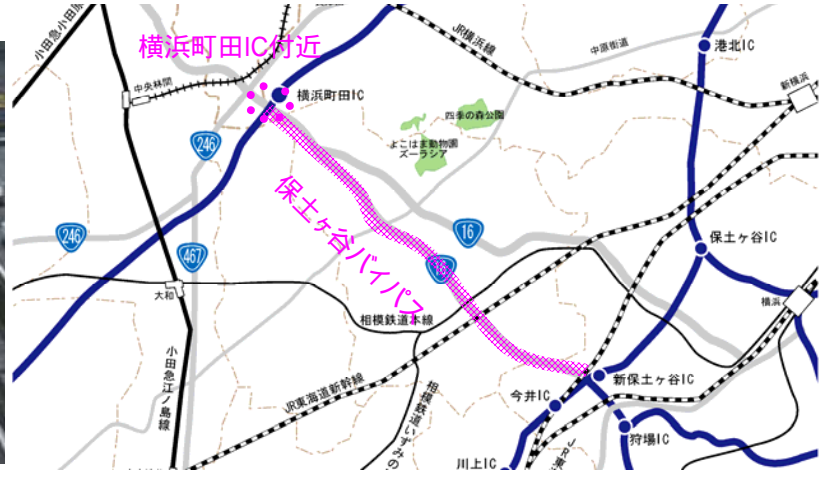 小田急小田原
横浜町田IC付近
JR横浜線
中原街道
港北IC
新横浜
中央林間
横浜町田IC
四季の森公園
よこはま動物園
ズーラシア
246
保土ヶ谷バイパス
246
467
16
16
保土ヶ谷IC
大和
横浜
相模鉄道本線
小田急江ノ島線
JR東海道新幹線
相模鉄道いずみの
新保土ヶ谷IC
今井IC
狩場IC
川上IC
JR東